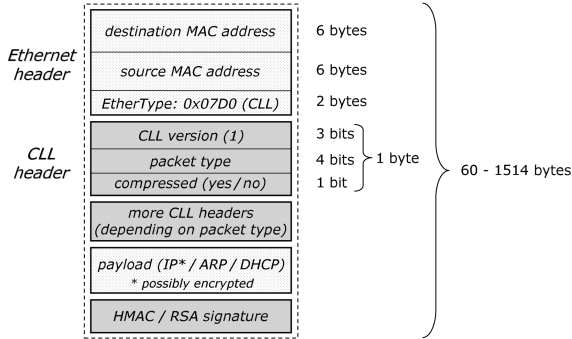 Ethernet
header
destination MAC address
6 bytes
source MAC address
6 bytes
EtherType: 0x07D0 (CLL)
2 bytes
CLL
header
CLL version (1)
3 bits
packet type
4 bits
compressed (yes / no)
1 bit
1 byte
60 - 1514 bytes
more CLL headers
(depending on packet type)
payload (IP* / ARP / DHCP)
* possibly encrypted
HMAC / RSA signature